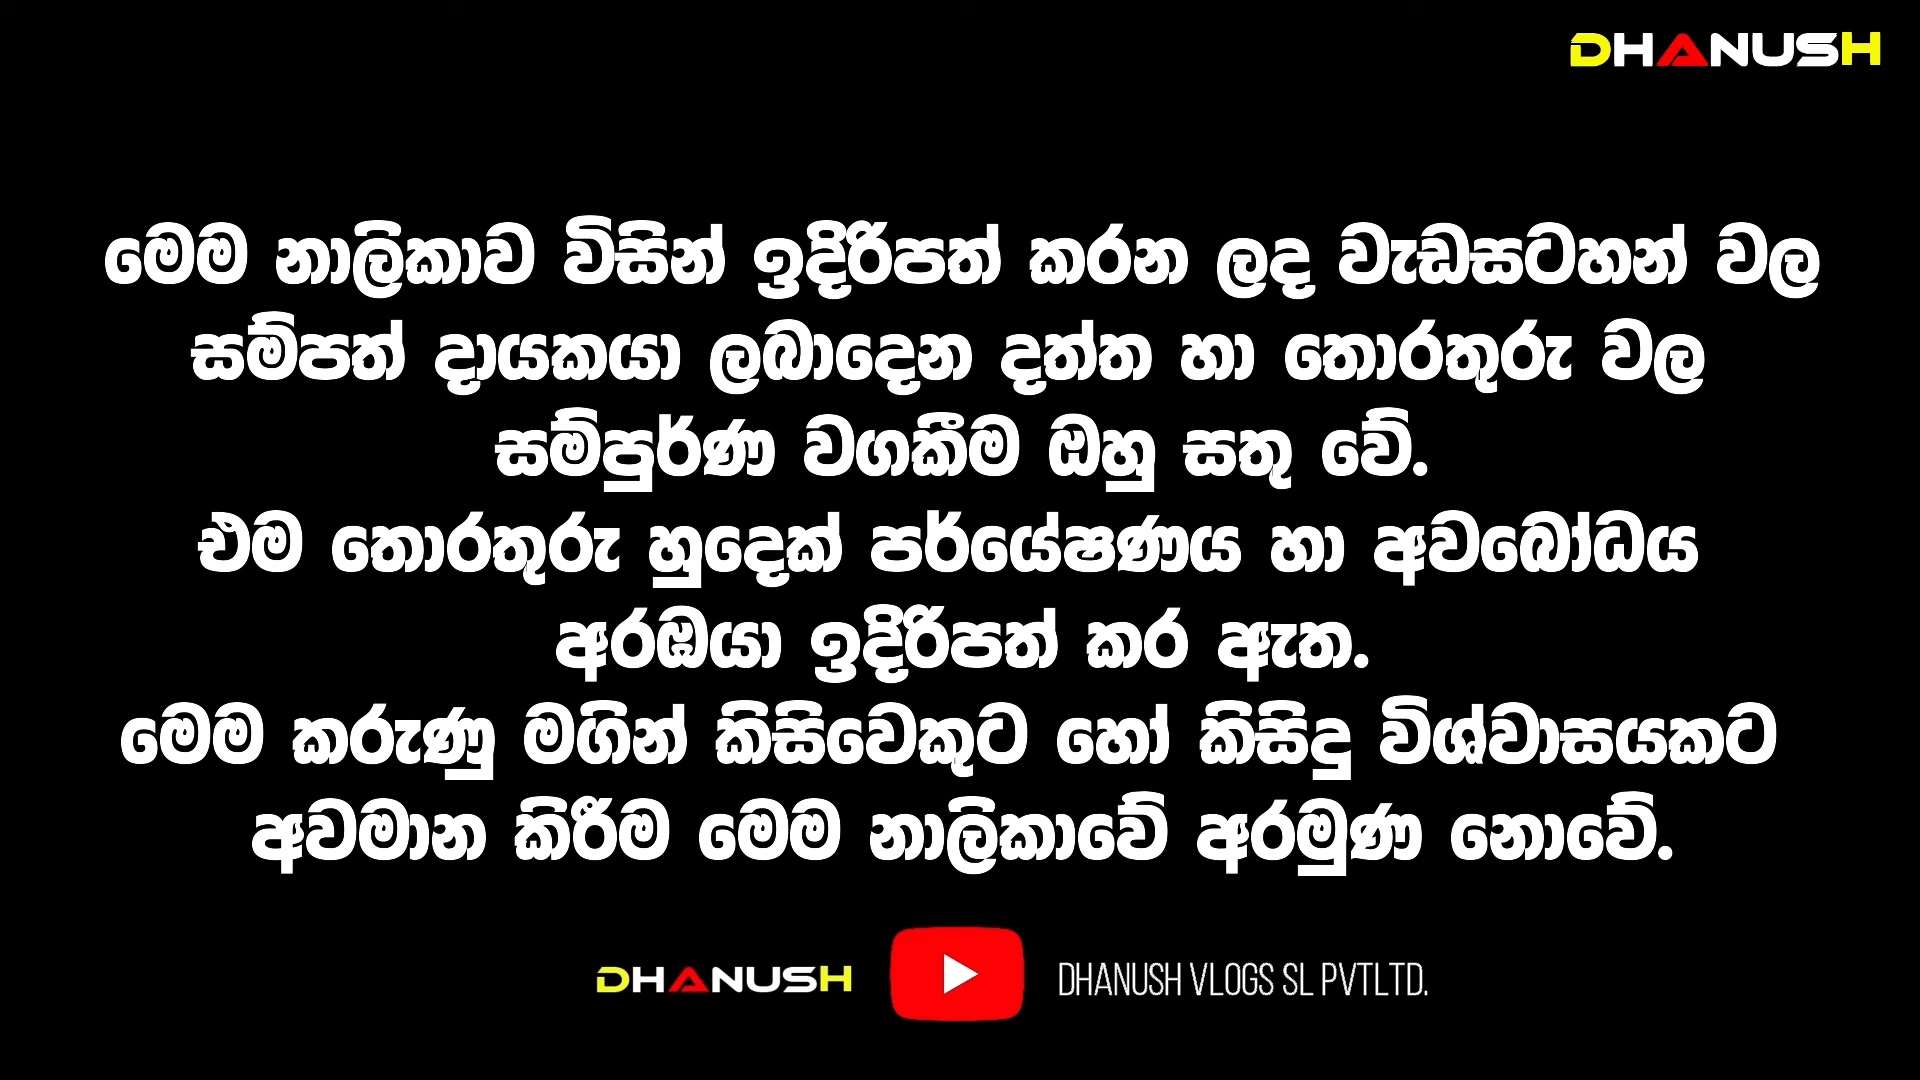 DHANUSH
මෙම නාලිකාව විසින් ඉදිරිපත් කරන ලද වැඩසටහන් වල
සම්පත් දායකයා ලබාදෙන දත්ත හා තොරතුරු වල
සම්පුර්ණ වගකීම ඔහු සතු වේ.
එම තොරතුරු හුදෙක් පර්යේෂණය හා අවබෝධය
අරඹයා ඉදිරිපත් කර ඇත.
මෙම කරුණු මගින් කිසිවෙකුට හෝ කිසිදු විශ්වාසයකට
අවමාන කිරීම මෙම නාලිකාවේ අරමුණ නොවේ.
DHANUSH DHANUSH VLOGS SL PVTLTD.